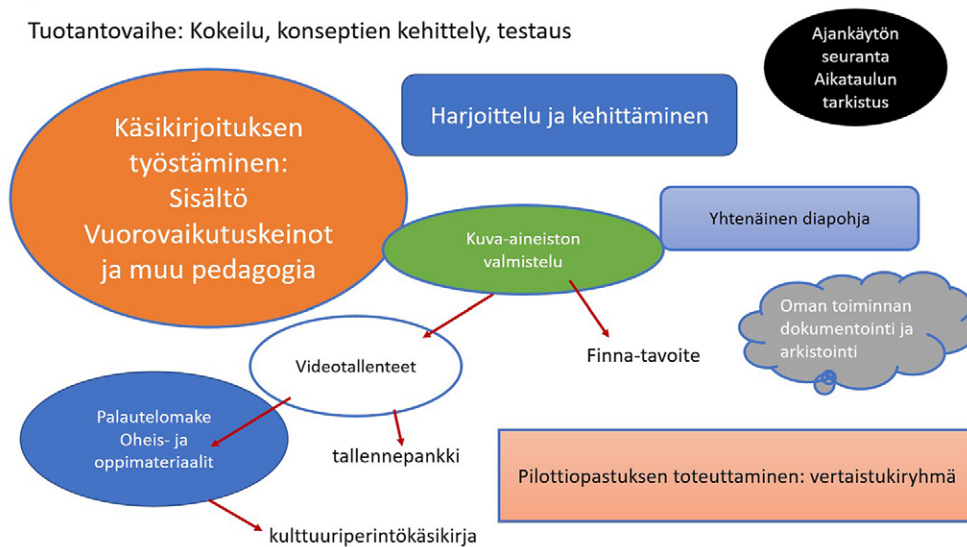 Tuotantovaihe: Kokeilu, konseptien kehittely, testaus
Ajankäytön
seuranta
Aikataulun
tarkistus
Käsikirjoituksen
työstäminen:
Sisältö
Vuorovaikutuskeinot
ja muu pedagogia
Harjoittelu ja kehittäminen
Yhtenäinen diapohja
Kuva-aineiston
valmistelu
Oman toiminnan
dokumentointi ja
arkistointi
Finna-tavoite
Videotallenteet
Palautelomake
Oheis- ja
oppimateriaalit
tallennepankki
Pilottiopastuksen toteuttaminen: vertaistukiryhmä
kulttuuriperintökäsikirja